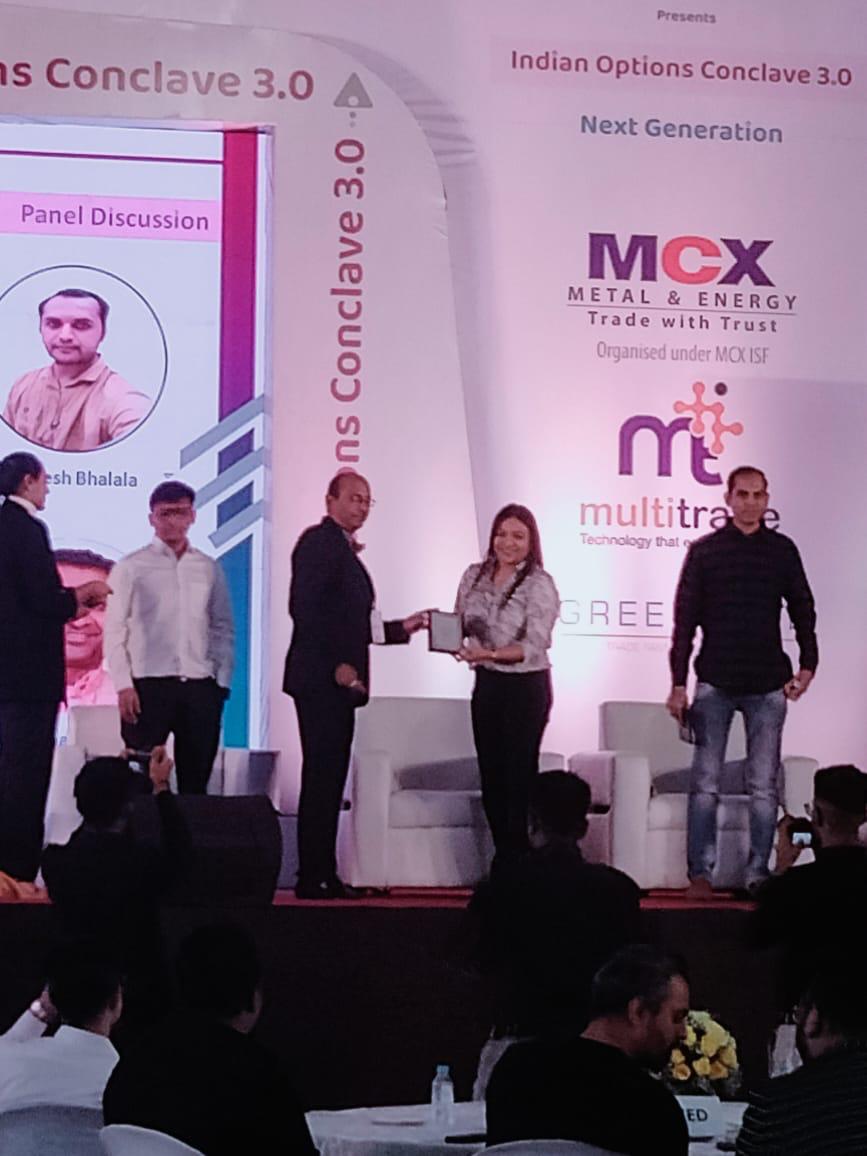 ns Conclave 3.0
ons Conclave 3.0
Panel Discussion
esh Bhalala
Presents
Indian Options Conclave 3.0
Next Generation
MCX
METAL & ENERGY
Trade with Trust
Organised under MCX ISF
mt
multitra e
Technology that
GREE
ED